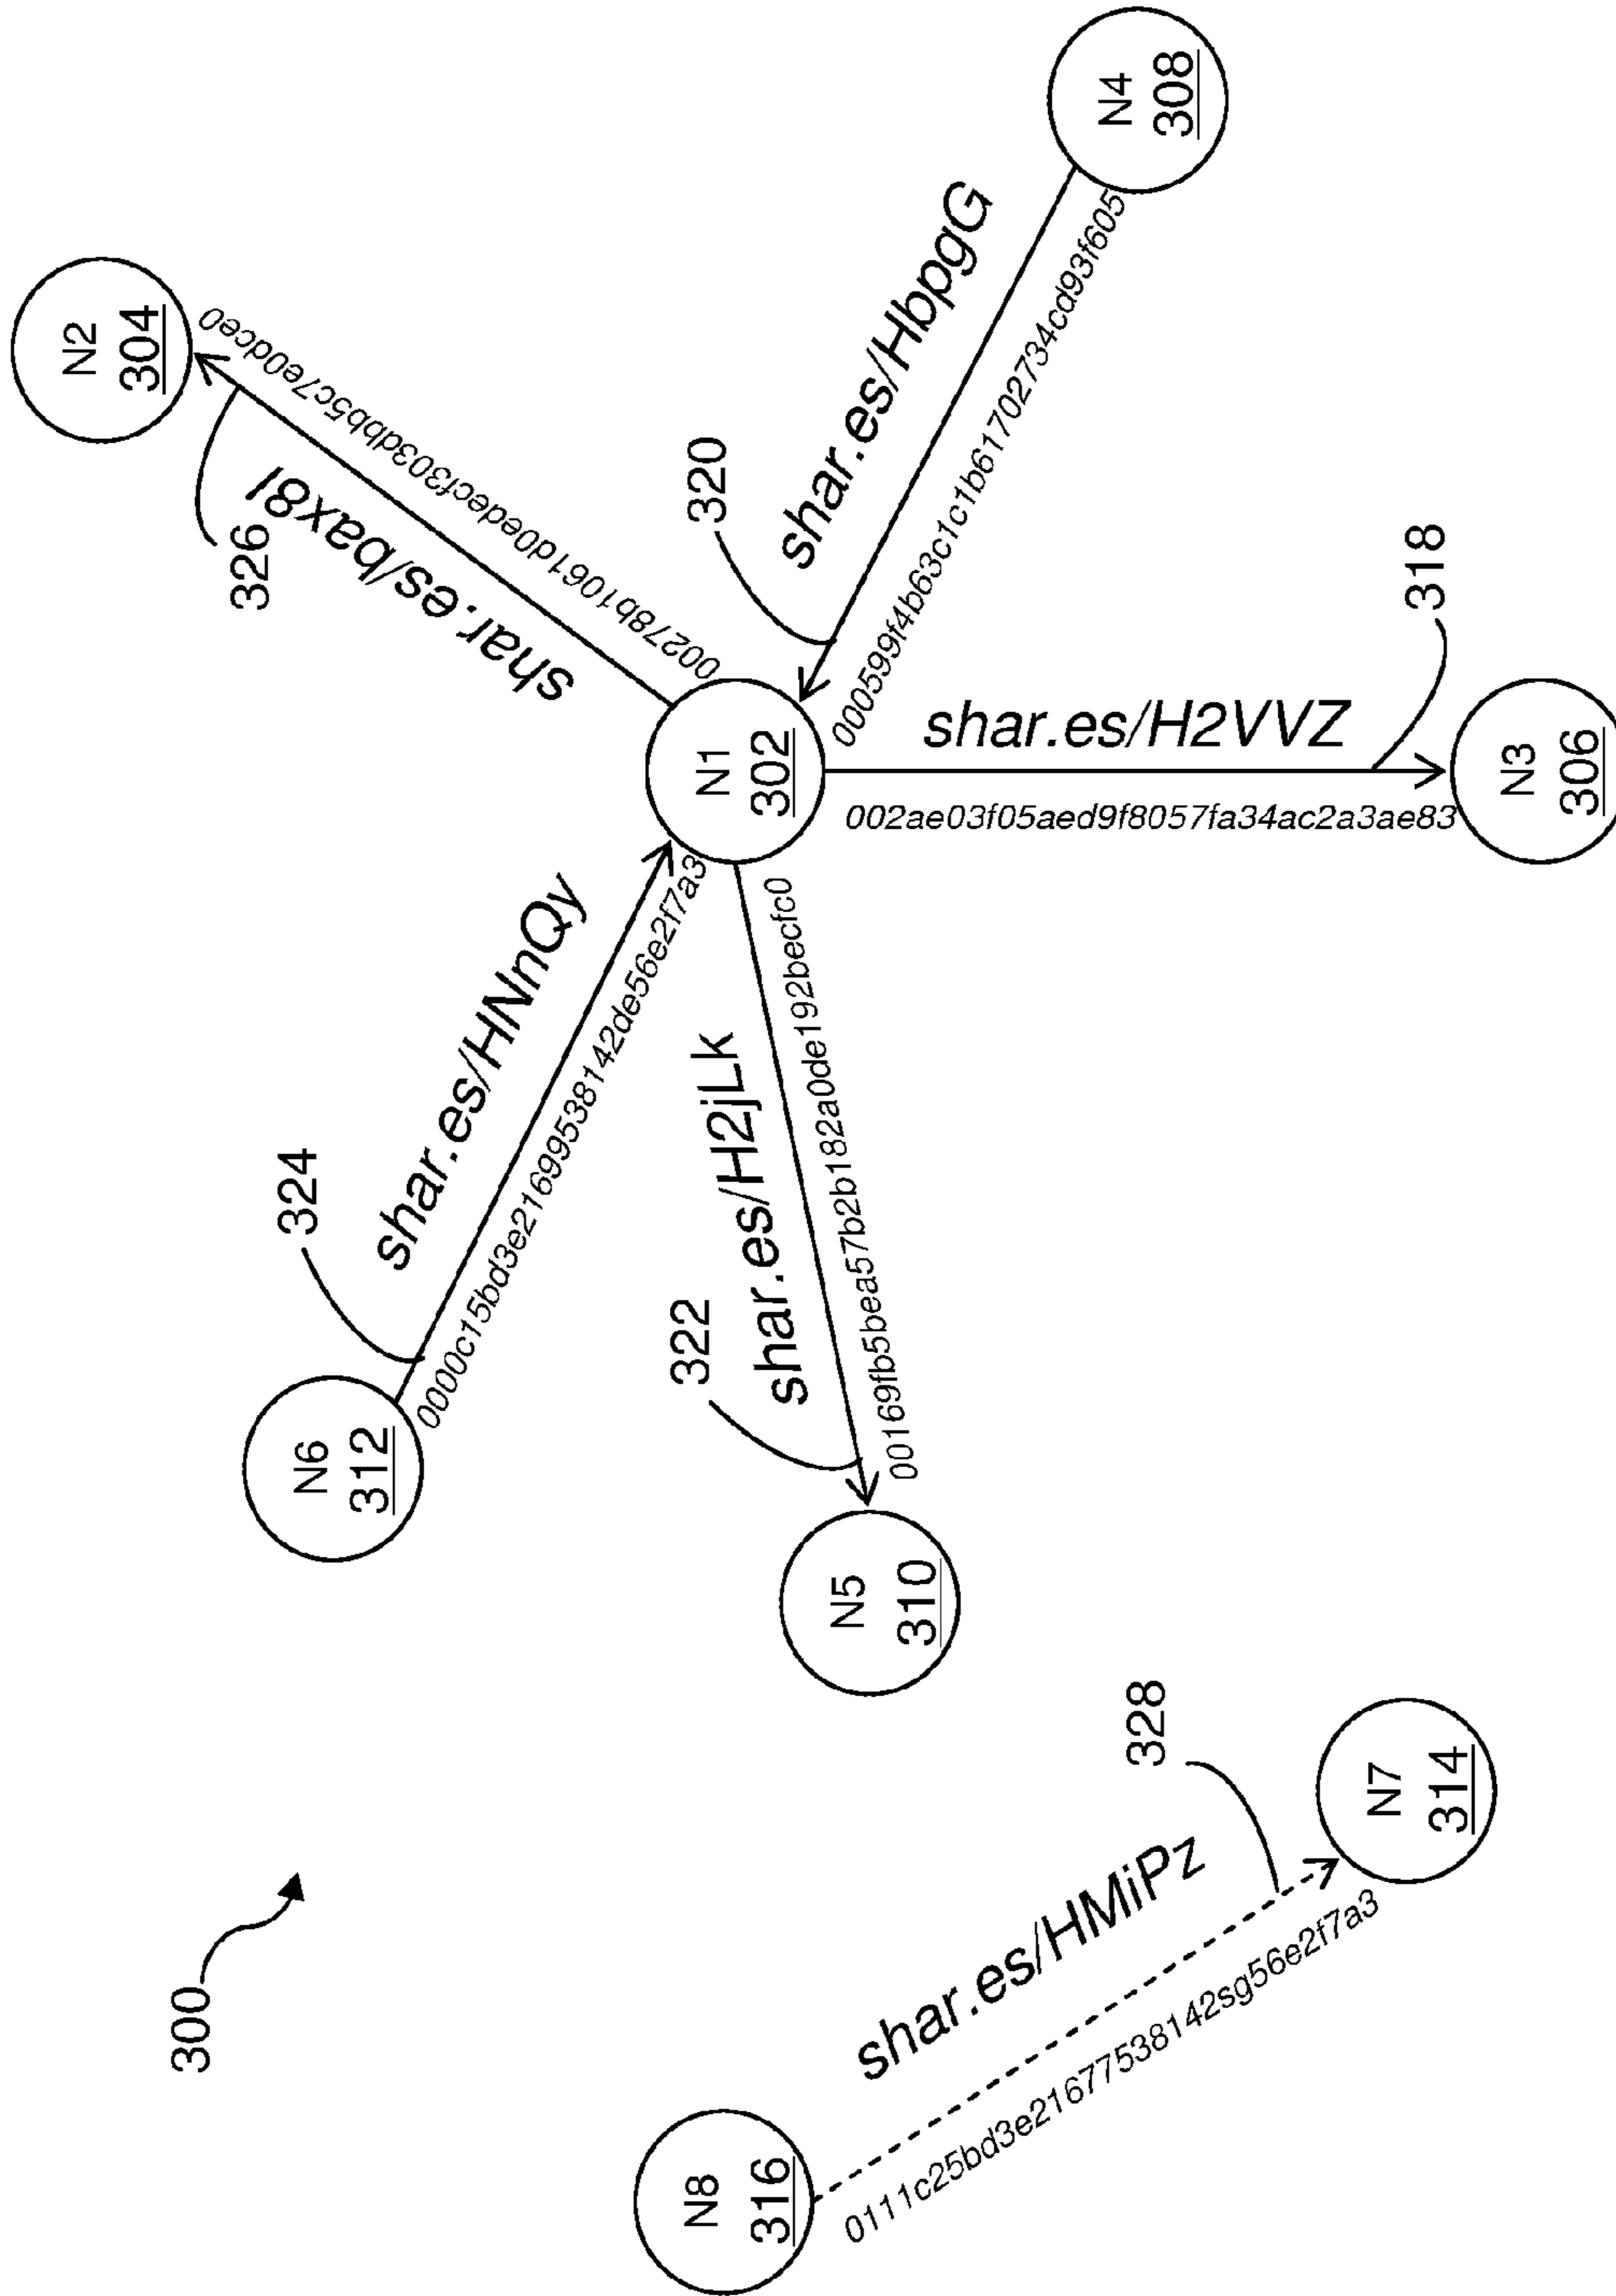 300
N8
316
shar.es/HMiPz
0111c25bd3e21677538142sg56e2f7a3
328
N7
314
N6
312
324
shar.es/HNnQy
0000c15bd3e21699538142de56e2f7a3
N5
310
322
shar.es/H2jLk
00169fb5bea57b2b182a0de192becfc0
N1
302
326
shar.es/bax8l
00278b1061d0edecf303dbb5c7e0dce0
N2
304
320
shar.es/HbpgG
000599f4b63c1c1b61702734cd93f605
N4
308
shar.es/H2VVZ
002ae03f05aed9f8057fa34ac2a3ae83
318
N3
306